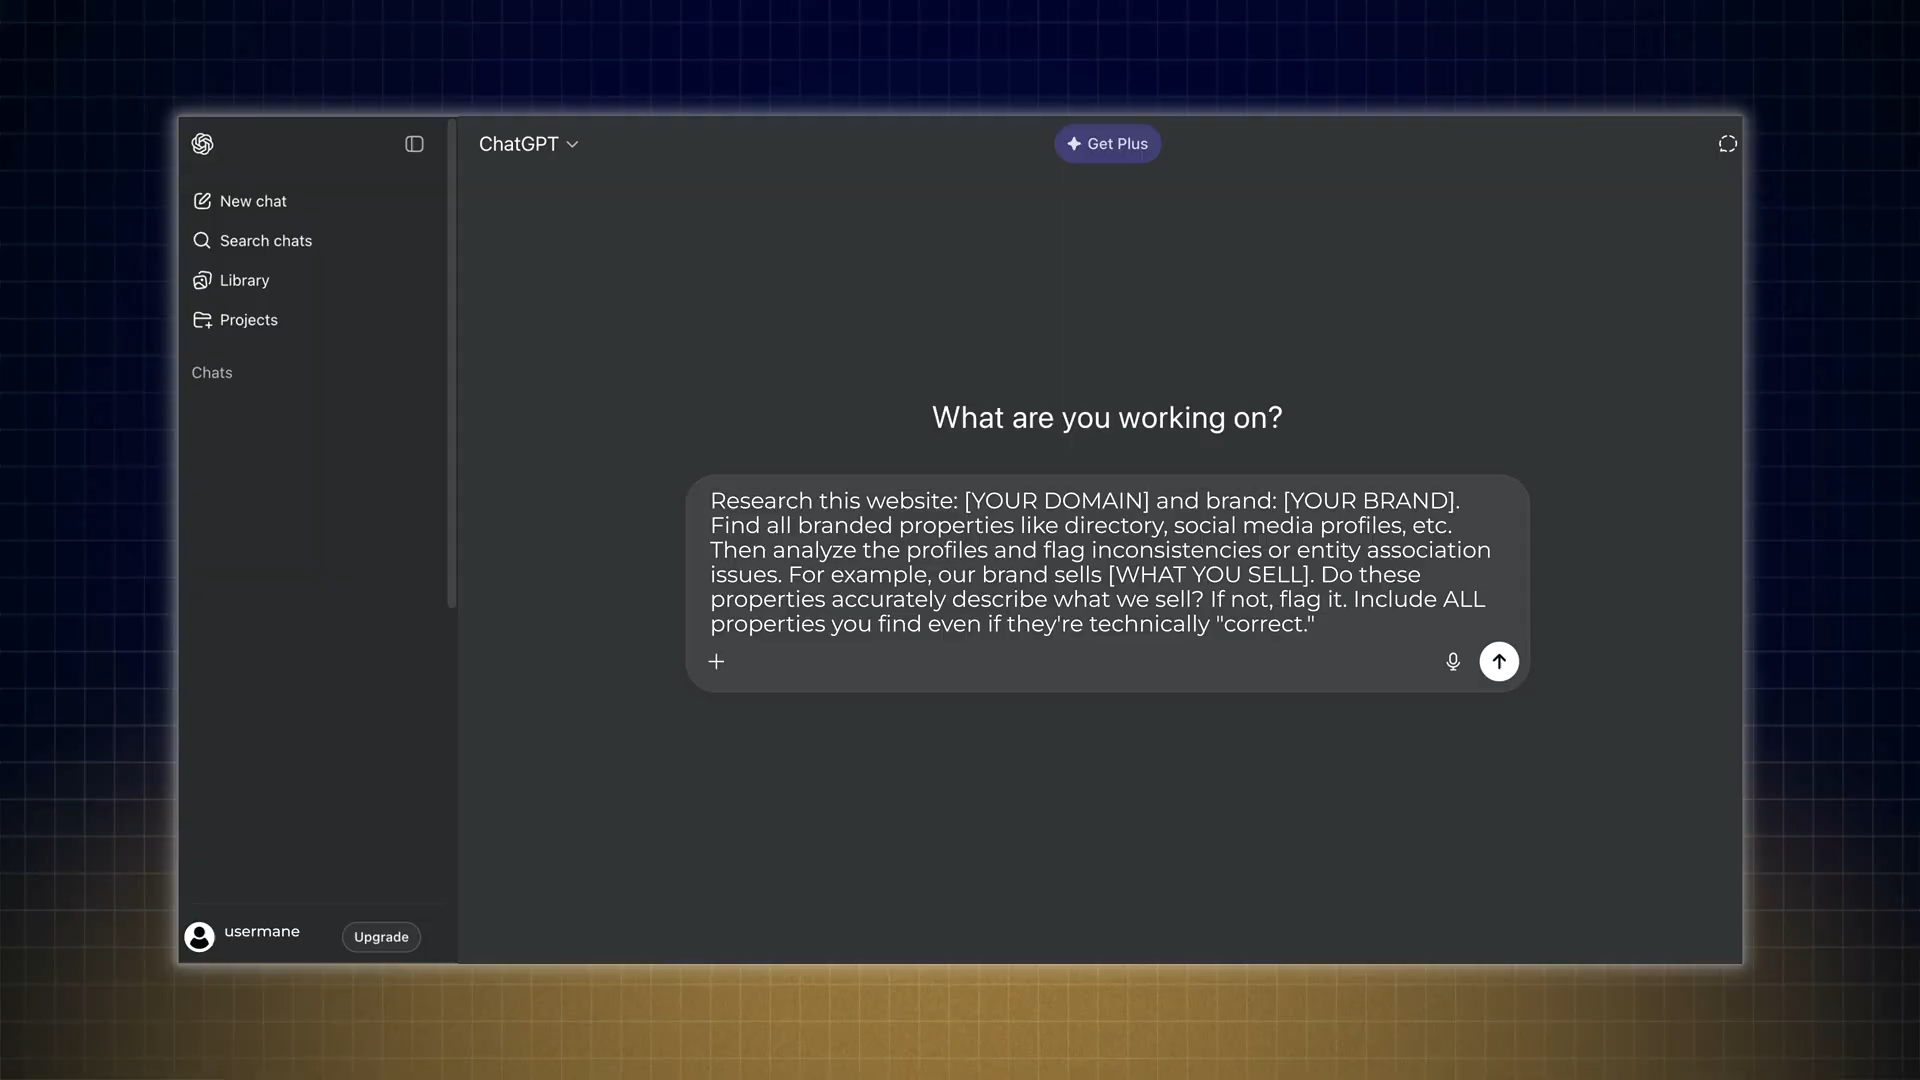 ChatGPT
Get Plus
New chat
Search chats
Library
Projects
Chats
What are you working on?
Research this website: [YOUR DOMAIN] and brand: [YOUR BRAND].
Find all branded properties like directory, social media profiles, etc.
Then analyze the profiles and flag inconsistencies or entity association
issues. For example, our brand sells [WHAT YOU SELL]. Do these
properties accurately describe what we sell? If not, flag it. Include ALL
properties you find even if they're technically "correct."
usermane
Upgrade